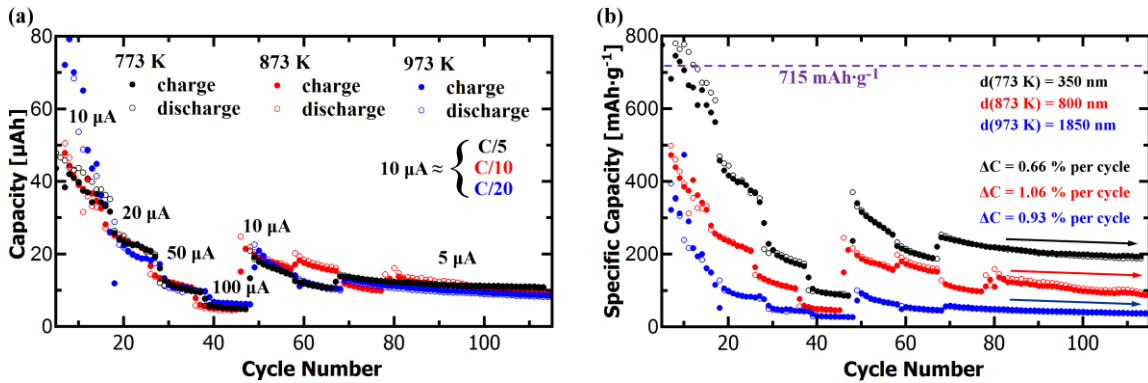 (a)
80
60
40
20
0
20
40
60
80
100
Capacity [µAh]
Cycle Number
773 K
charge
discharge
873 K
charge
discharge
973 K
charge
discharge
10 µA
20 µA
50 µA
100 µA
10 µA
5 µA
10 µA ≈ {
C/5
C/10
C/20
(b)
800
600
400
200
0
20
40
60
80
100
Specific Capacity [mAh·g⁻¹]
Cycle Number
715 mAh·g⁻¹
d(773 K) = 350 nm
d(873 K) = 800 nm
d(973 K) = 1850 nm
ΔC = 0.66 % per cycle
ΔC = 1.06 % per cycle
ΔC = 0.93 % per cycle